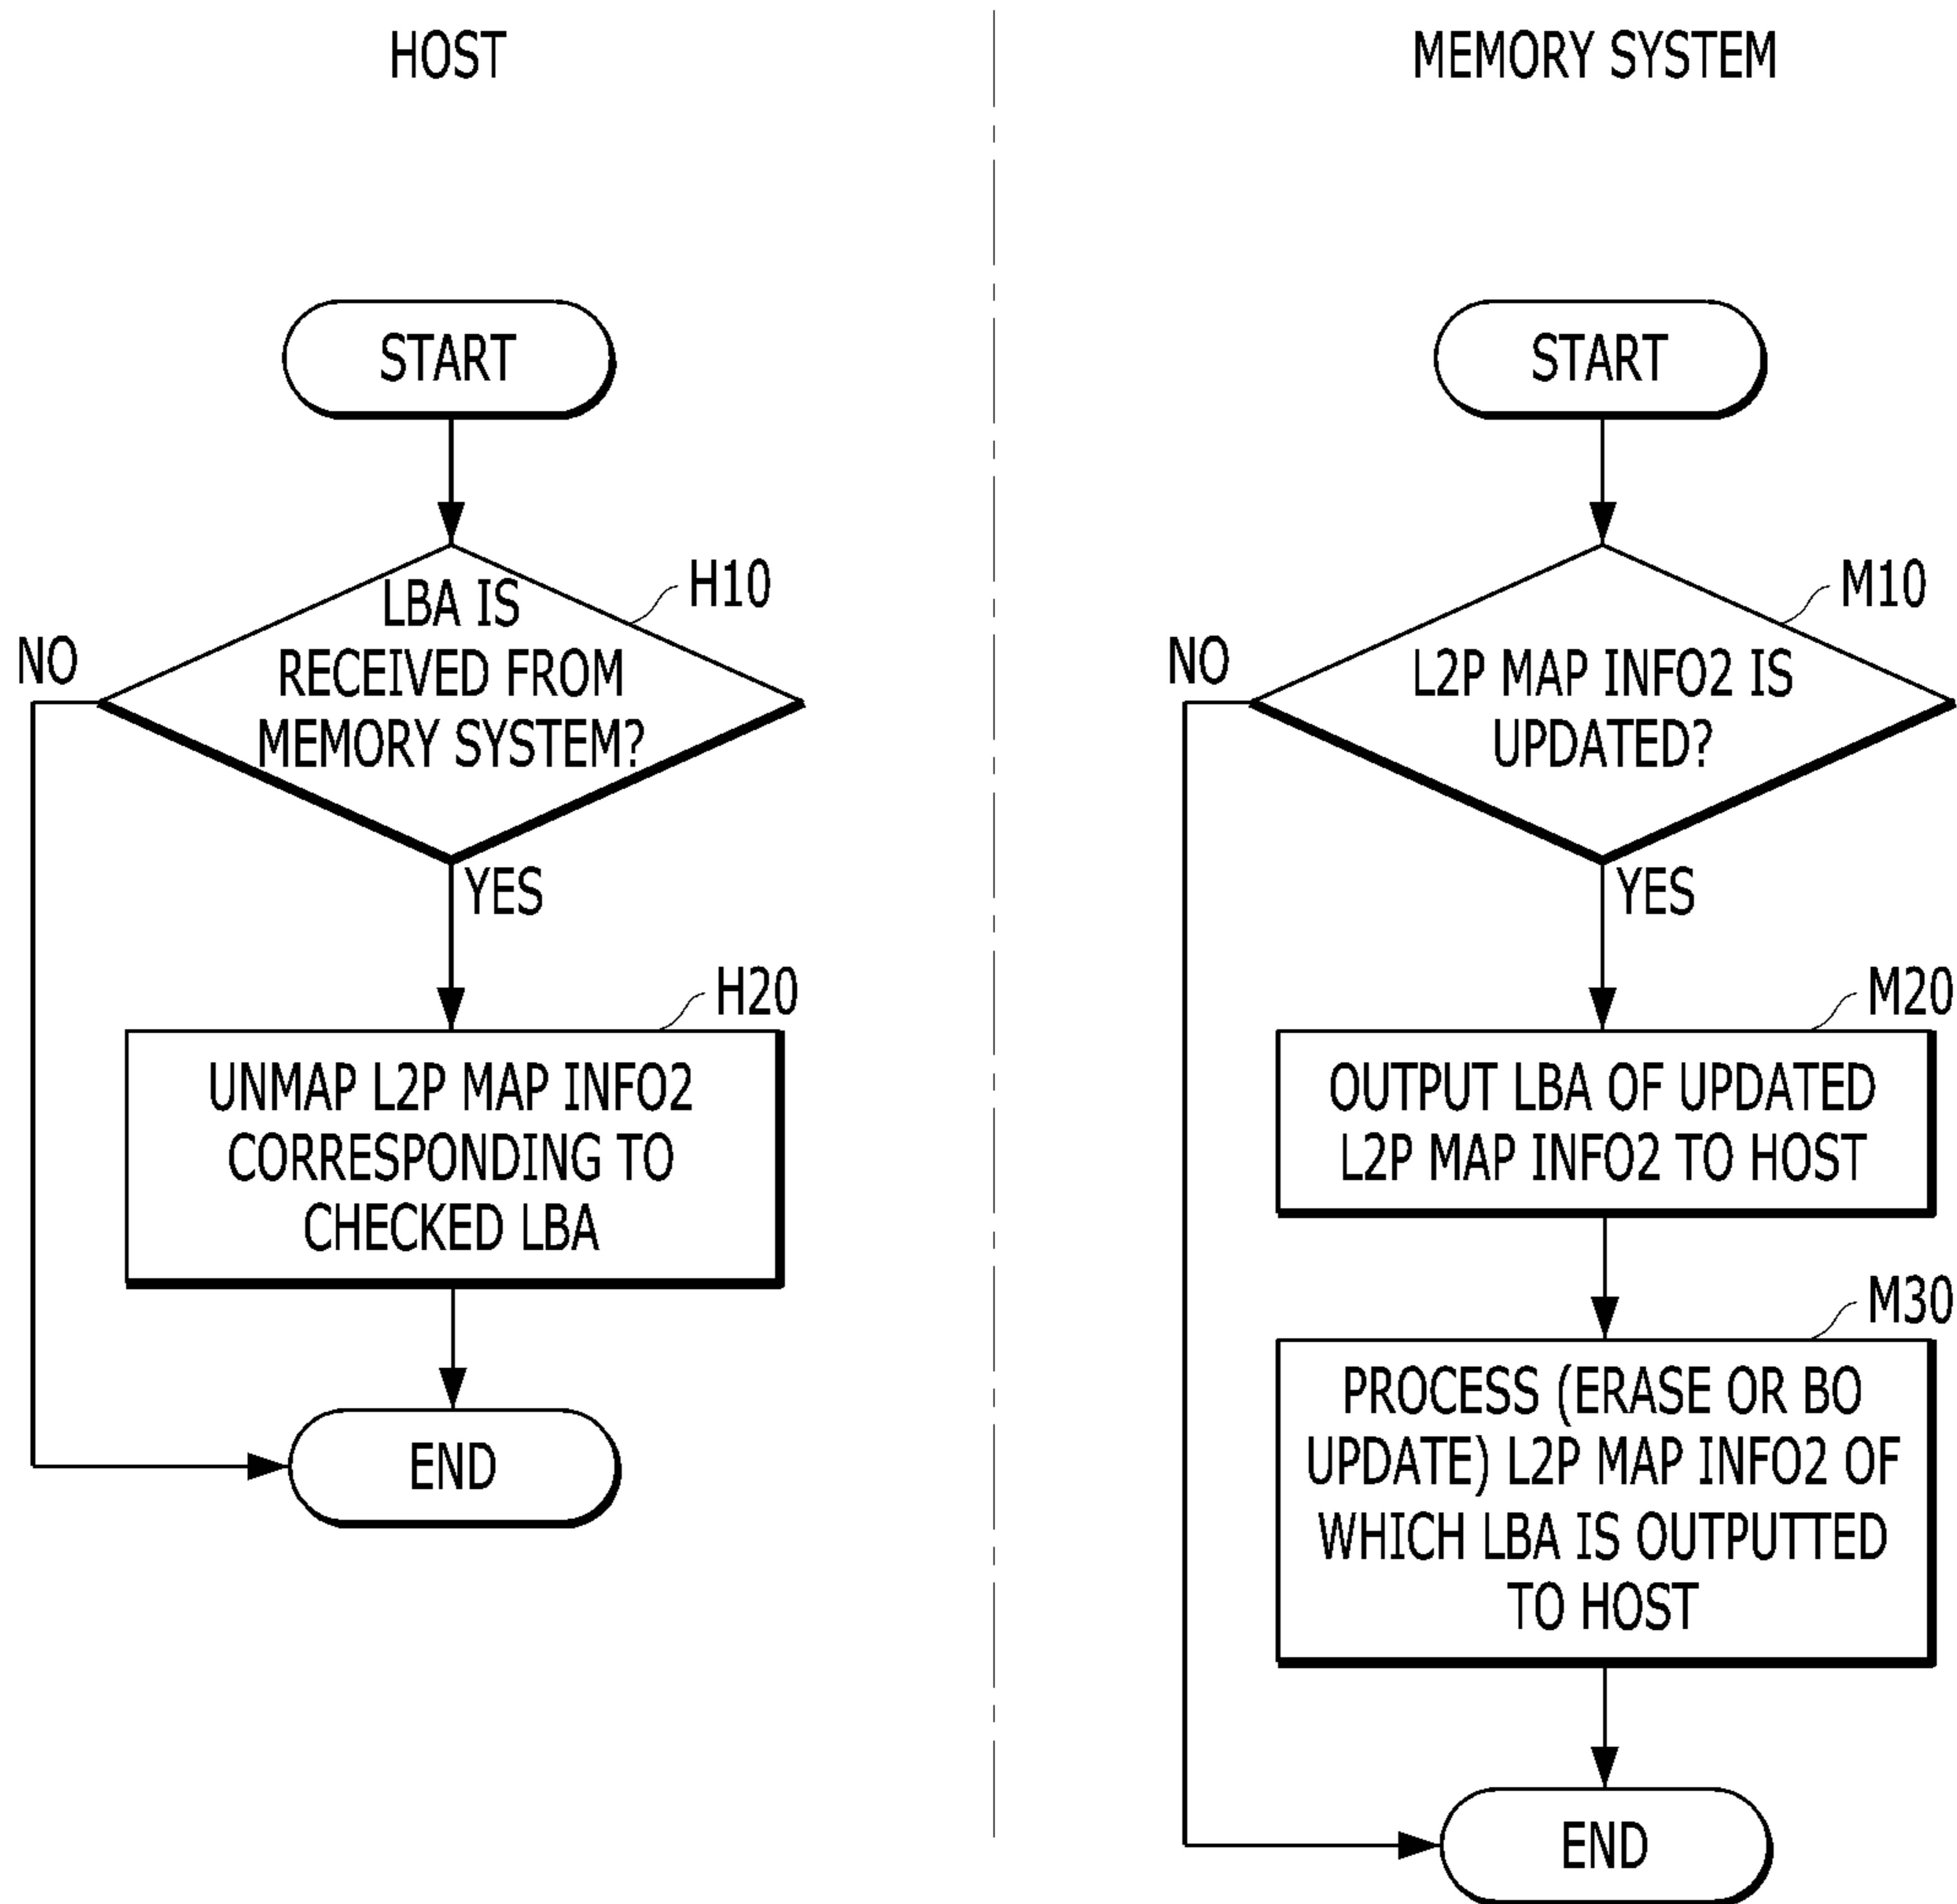 HOST
START
LBA IS
RECEIVED FROM
MEMORY SYSTEM?
H10
NO
YES
H20
UNMAP L2P MAP INFO2
CORRESPONDING TO
CHECKED LBA
END
MEMORY SYSTEM
START
M10
L2P MAP INFO2 IS
UPDATED?
NO
YES
M20
OUTPUT LBA OF UPDATED
L2P MAP INFO2 TO HOST
M30
PROCESS (ERASE OR BO
UPDATE) L2P MAP INFO2 OF
WHICH LBA IS OUTPUTTED
TO HOST
END